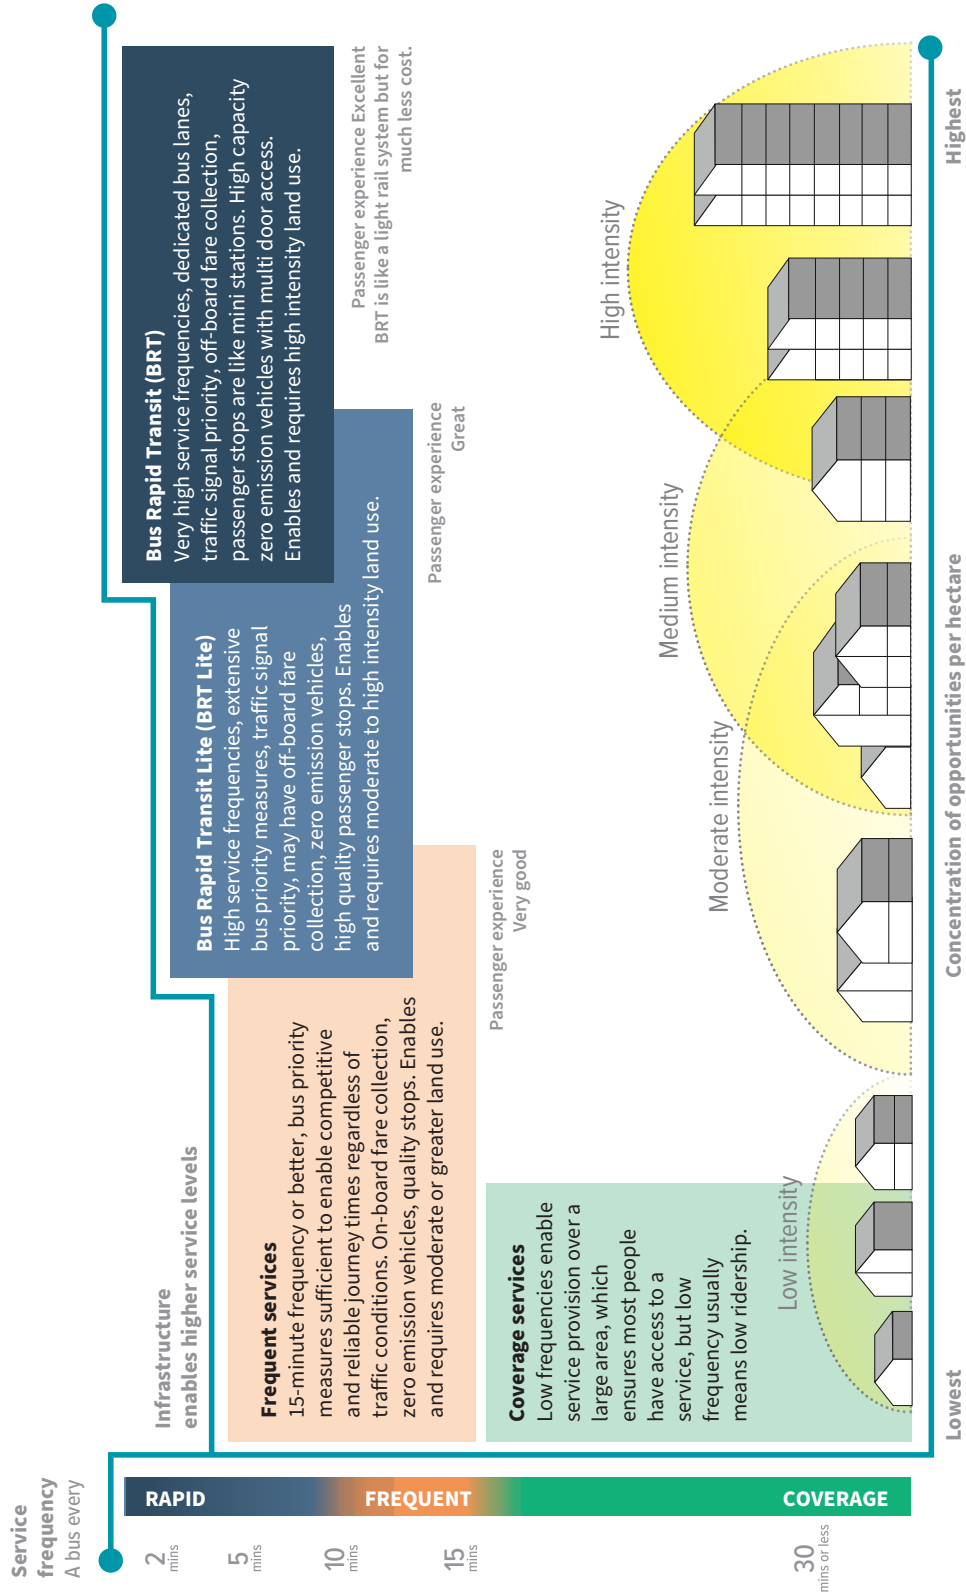 Service
frequency
A bus every
2
mins
5
mins
10
mins
15
mins
30
mins or less
RAPID
FREQUENT
COVERAGE
Infrastructure
enables higher service levels
Bus Rapid Transit (BRT)
Very high service frequencies, dedicated bus lanes,
traffic signal priority, off-board fare collection,
passenger stops are like mini stations. High capacity
zero emission vehicles with multi door access.
Enables and requires high intensity land use.
Passenger experience Excellent
BRT is like a light rail system but for
much less cost.
Bus Rapid Transit Lite (BRT Lite)
High service frequencies, extensive
bus priority measures, traffic signal
priority, may have off-board fare
collection, zero emission vehicles,
high quality passenger stops. Enables
and requires moderate to high intensity land use.
Passenger experience
Great
Frequent services
15-minute frequency or better, bus priority
measures sufficient to enable competitive
and reliable journey times regardless of
traffic conditions. On-board fare collection,
zero emission vehicles, quality stops. Enables
and requires moderate or greater land use.
Passenger experience
Very good
Coverage services
Low frequencies enable
service provision over a
large area, which
ensures most people
have access to a
service, but low
frequency usually
means low ridership.
Low intensity
Moderate intensity
Medium intensity
High intensity
Lowest
Concentration of opportunities per hectare
Highest